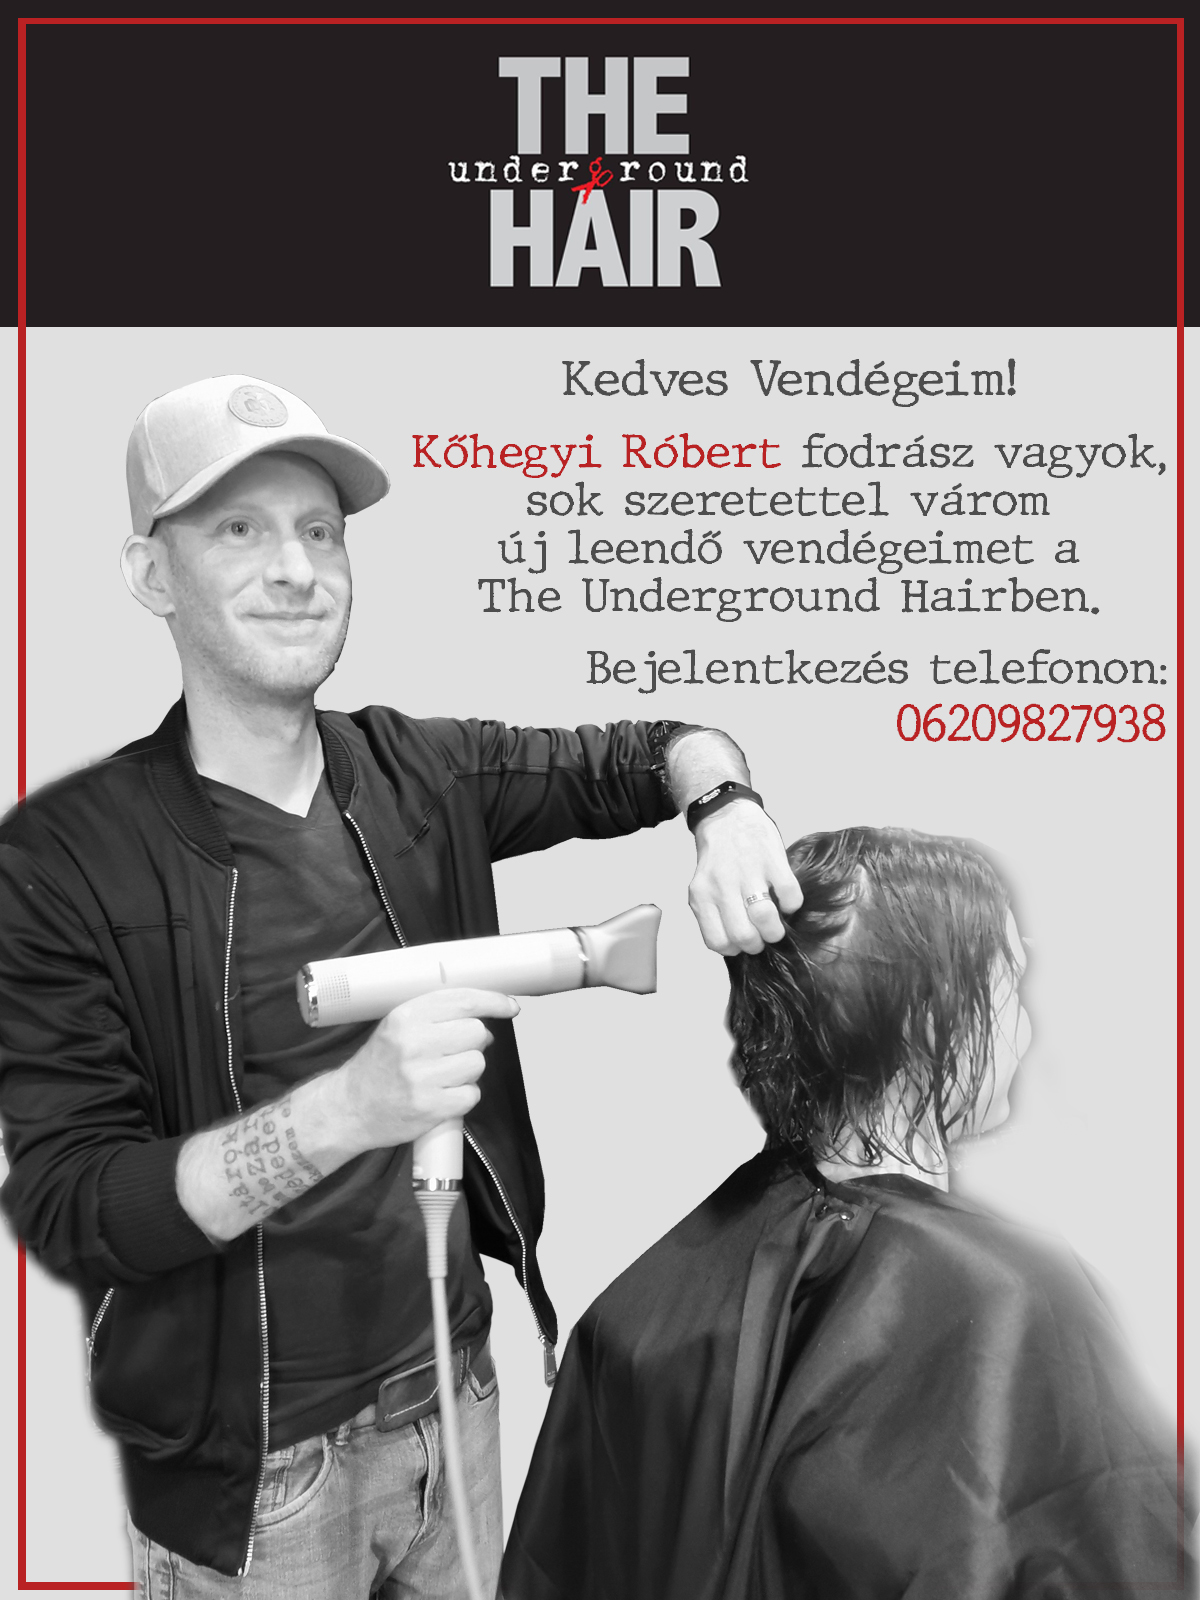 THE
underground
HAIR
Kedves Vendégeim!
Kőhegyi Róbert fodrász vagyok,
sok szeretettel várom
új leendő vendégeimet a
The Underground Hairben.
Bejelentkezés telefonon:
06209827938